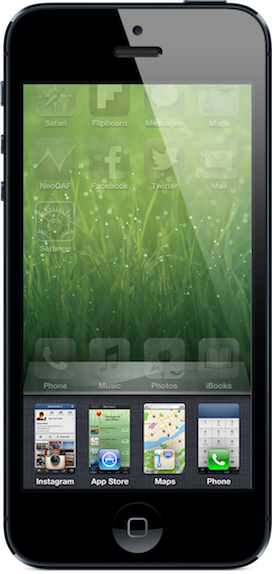 Safari Flipboard Messages Maps
NeoGAF Facebook Twitter Mail
Settings
Phone Music Photos iBooks
Instagram App Store Maps Phone